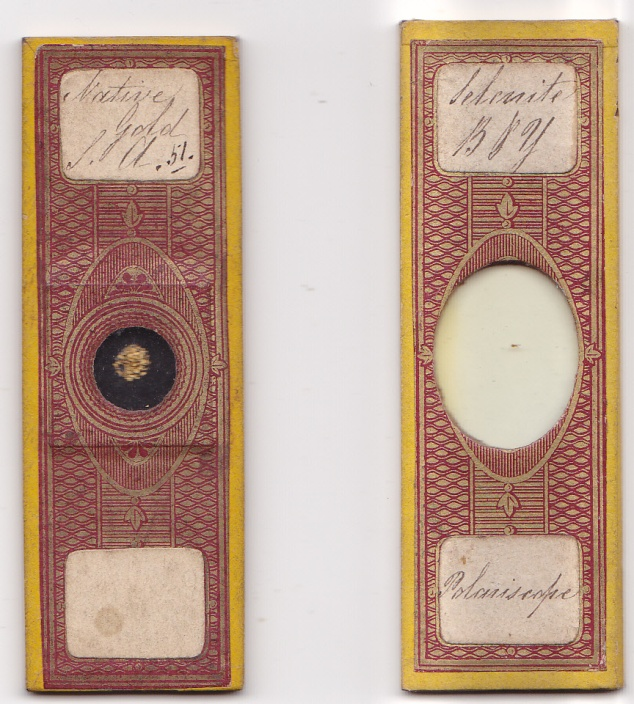 Native
Gold
S. A. 51.
Selenite
B & Y
Polariscope